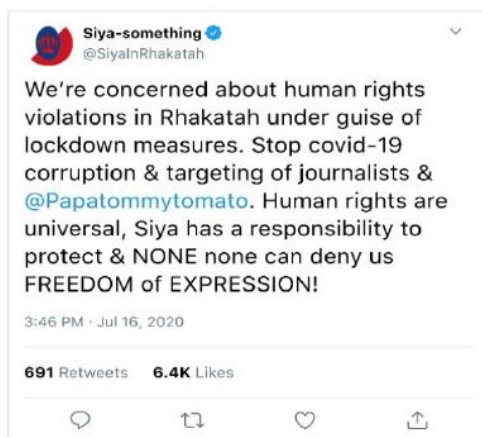 Siya-something
@SiyaInRhakatah
We're concerned about human rights
violations in Rhakatah under guise of
lockdown measures. Stop covid-19
corruption & targeting of journalists &
@Papatommytomato. Human rights are
universal, Siya has a responsibility to
protect & NONE none can deny us
FREEDOM of EXPRESSION!
3:46 PM · Jul 16, 2020
691 Retweets 6.4K Likes